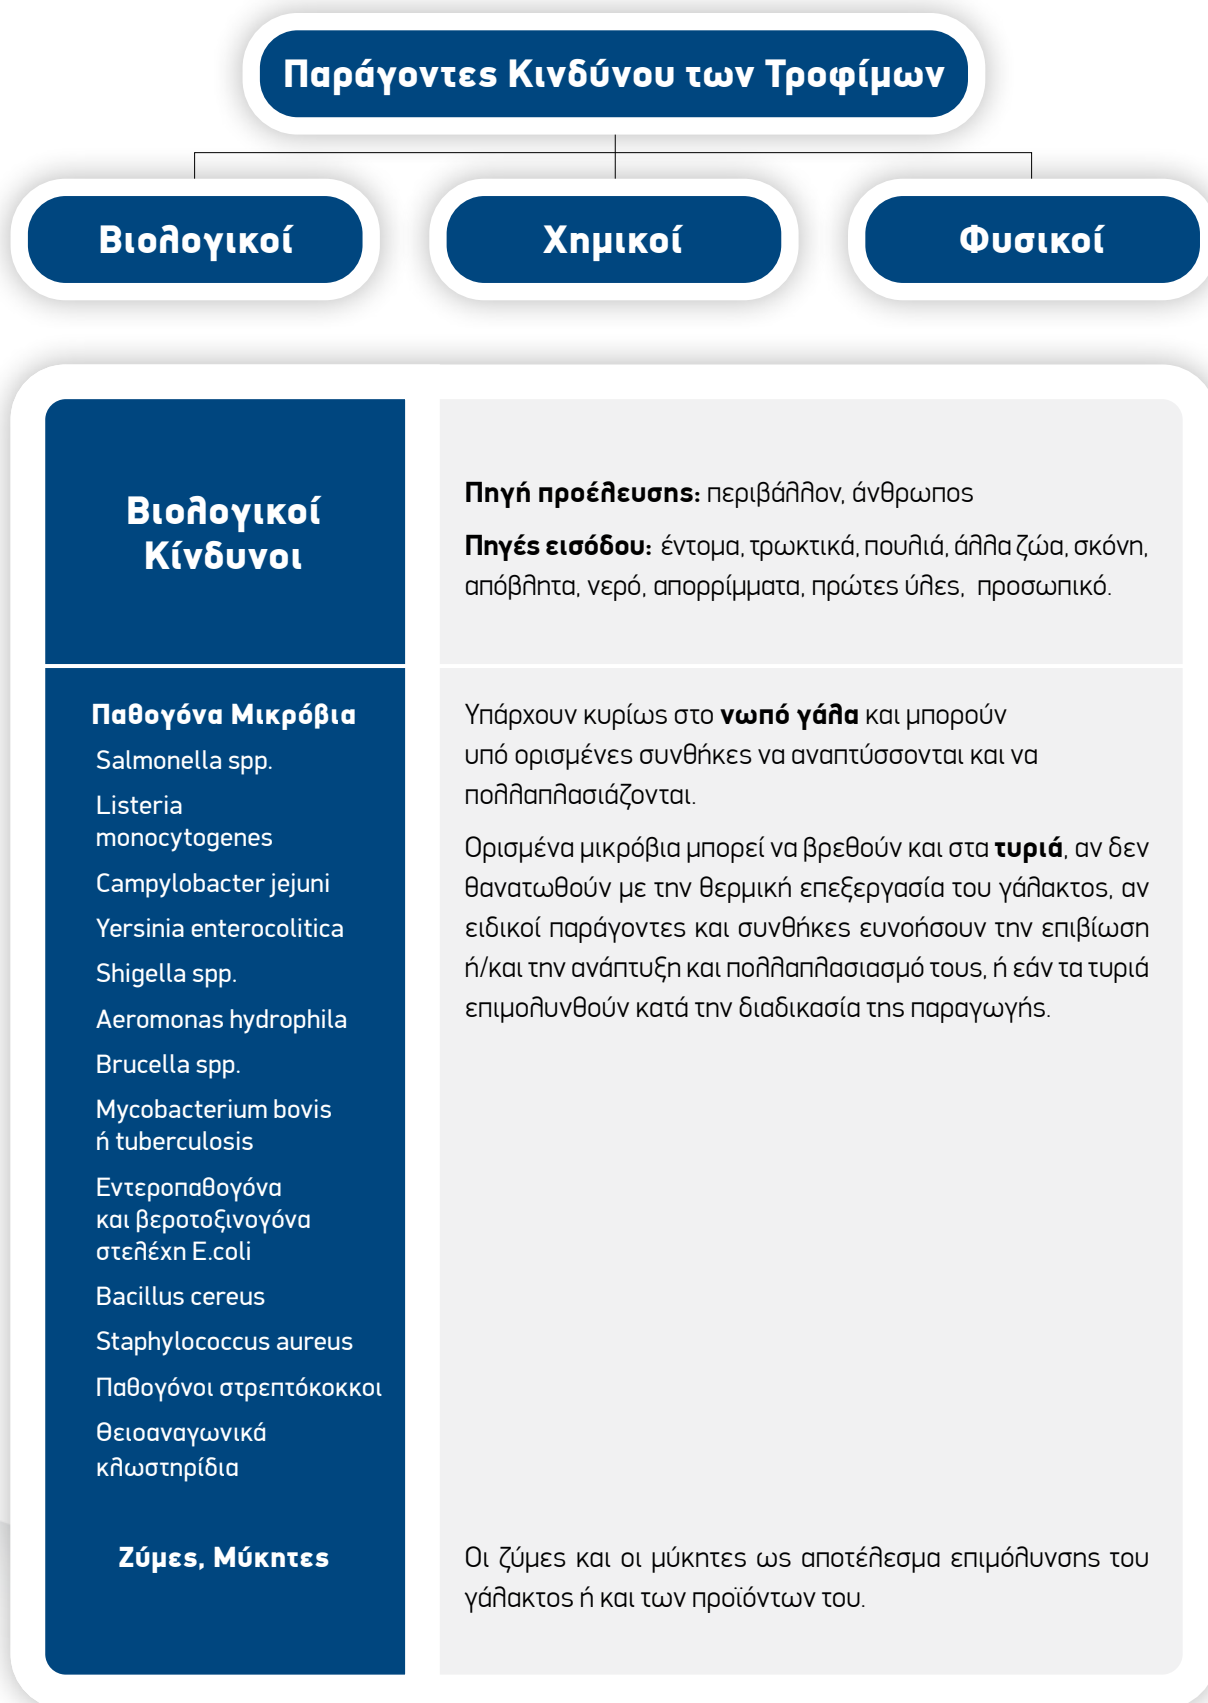 Παράγοντες Κινδύνου των Τροφίμων
Βιολογικοί
Χημικοί
Φυσικοί
Βιολογικοί
Κίνδυνοι
Πηγή προέλευσης: περιβάλλον, άνθρωπος
Πηγές εισόδου: έντομα, τρωκτικά, πουλιά, άλλα ζώα, σκόνη,
απόβλητα, νερό, απορρίμματα, πρώτες ύλες, προσωπικό.
Παθογόνα Μικρόβια
Salmonella spp.
Listeria
monocytogenes
Campylobacter jejuni
Yersinia enterocolitica
Shigella spp.
Aeromonas hydrophila
Brucella spp.
Mycobacterium bovis
ή tuberculosis
Εντεροπαθογόνα
και βεροτοξινογόνα
στελέχη E.coli
Bacillus cereus
Staphylococcus aureus
Παθογόνοι στρεπτόκοκκοι
Θειοαναγωνικά
κλωστηρίδια
Υπάρχουν κυρίως στο νωπό γάλα και μπορούν
υπό ορισμένες συνθήκες να αναπτύσσονται και να
πολλαπλασιάζονται.
Ορισμένα μικρόβια μπορεί να βρεθούν και στα τυριά, αν δεν
θανατωθούν με την θερμική επεξεργασία του γάλακτος, αν
ειδικοί παράγοντες και συνθήκες ευνοήσουν την επιβίωση
ή/και την ανάπτυξη και πολλαπλασιασμό τους, ή εάν τα τυριά
επιμολυνθούν κατά την διαδικασία της παραγωγής.
Ζύμες, Μύκητες
Οι ζύμες και οι μύκητες ως αποτέλεσμα επιμόλυνσης του
γάλακτος ή και των προϊόντων του.